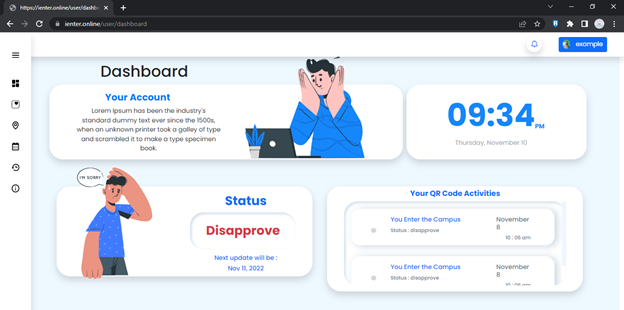 https://ienter.online/user/dashb
ienter.online/user/dashboard
example
Dashboard
Your Account
Lorem Ipsum has been the industry's
standard dummy text ever since the 1500s,
when an unknown printer took a galley of type
and scrambled it to make a type specimen
book.
09:34 PM
Thursday, November 10
I'M SORRY
Status
Disapprove
Next update will be :
Nov 11, 2022
Your QR Code Activities
You Enter the Campus
November
8
Status : disapprove
10 : 06 am
You Enter the Campus
November
8
Status : disapprove
10 : 06 am